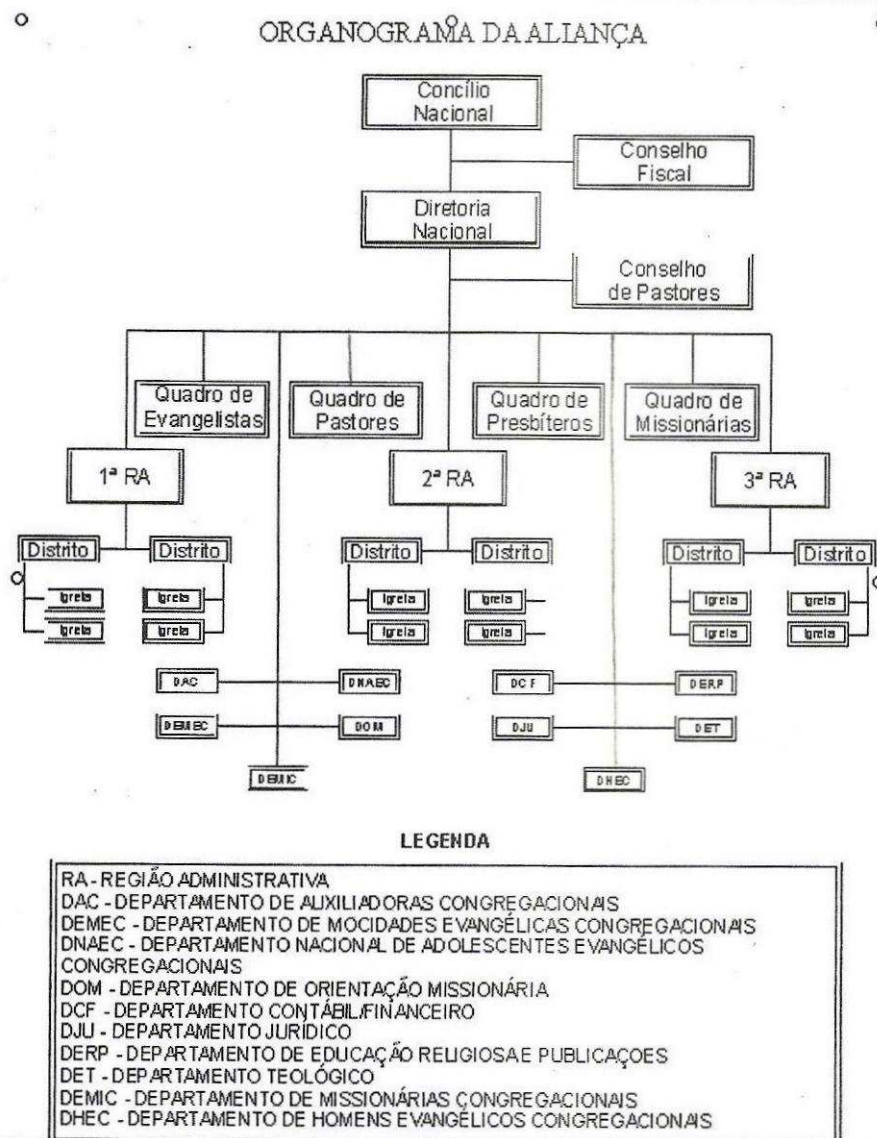 ORGANOGRAMA DA ALIANÇA
Concílio
Nacional
Conselho
Fiscal
Diretoria
Nacional
Conselho
de Pastores
Quadro de
Evangelistas
Quadro de
Pastores
Quadro de
Presbíteros
Quadro de
Missionárias
1ª RA
2ª RA
3ª RA
Distrito
Distrito
Distrito
Distrito
Distrito
Distrito
Igreja
Igreja
Igreja
Igreja
Igreja
Igreja
Igreja
Igreja
Igreja
Igreja
Igreja
Igreja
DAC
DNAEC
DCF
DERP
DEMEC
DOM
DJU
DET
DEMIC
DHEC
LEGENDA
RA - REGIÃO ADMINISTRATIVA
DAC - DEPARTAMENTO DE AUXILIADORAS CONGREGACIONAIS
DEMEC - DEPARTAMENTO DE MOCIDADES EVANGÉLICAS CONGREGACIONAIS
DNAEC - DEPARTAMENTO NACIONAL DE ADOLESCENTES EVANGÉLICOS
CONGREGACIONAIS
DOM - DEPARTAMENTO DE ORIENTAÇÃO MISSIONÁRIA
DCF - DEPARTAMENTO CONTÁBIL/FINANCEIRO
DJU - DEPARTAMENTO JURÍDICO
DERP - DEPARTAMENTO DE EDUCAÇÃO RELIGIOSA E PUBLICAÇOES
DET - DEPARTAMENTO TEOLÓGICO
DEMIC - DEPARTAMENTO DE MISSIONÁRIAS CONGREGACIONAIS
DHEC - DEPARTAMENTO DE HOMENS EVANGÉLICOS CONGREGACIONAIS